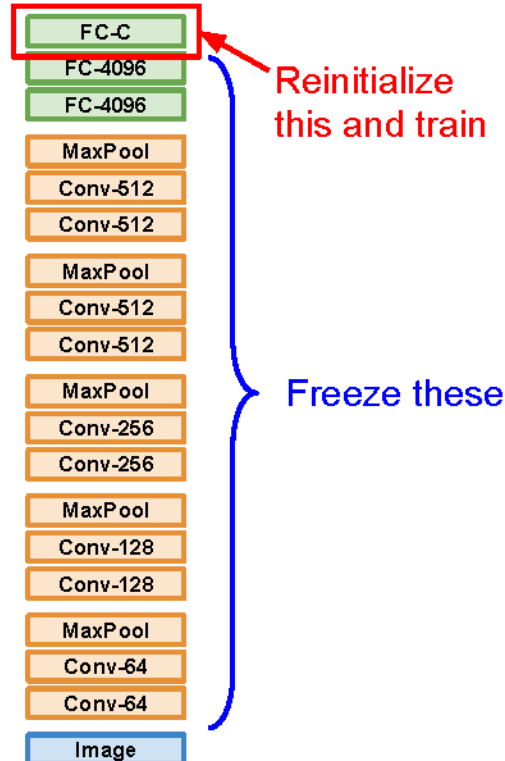 FC-C
FC-4096
FC-4096
Reinitialize
this and train
MaxPool
Conv-512
Conv-512
MaxPool
Conv-512
Conv-512
MaxPool
Conv-256
Conv-256
Freeze these
MaxPool
Conv-128
Conv-128
MaxPool
Conv-64
Conv-64
Image